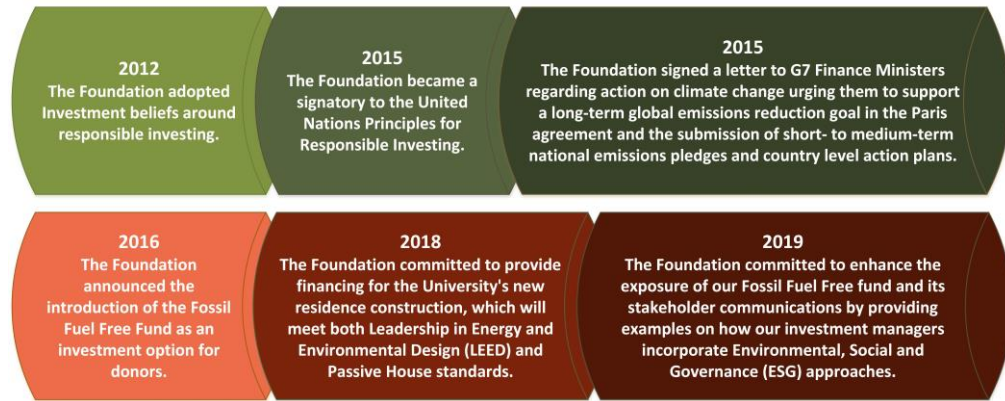 2012
The Foundation adopted
Investment beliefs around
responsible investing.
2015
The Foundation became a
signatory to the United
Nations Principles for
Responsible Investing.
2015
The Foundation signed a letter to G7 Finance Ministers
regarding action on climate change urging them to support
a long-term global emissions reduction goal in the Paris
agreement and the submission of short- to medium-term
national emissions pledges and country level action plans.
2016
The Foundation
announced the
introduction of the Fossil
Fuel Free Fund as an
investment option for
donors.
2018
The Foundation committed to provide
financing for the University's new
residence construction, which will
meet both Leadership in Energy and
Environmental Design (LEED) and
Passive House standards.
2019
The Foundation committed to enhance the
exposure of our Fossil Fuel Free fund and its
stakeholder communications by providing
examples on how our investment managers
incorporate Environmental, Social and
Governance (ESG) approaches.